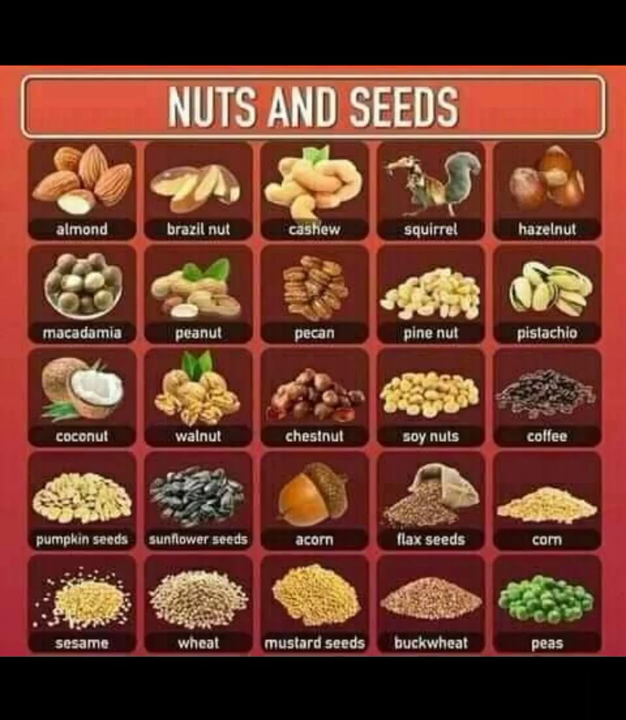 NUTS AND SEEDS
almond brazil nut cashew squirrel hazelnut
macadamia peanut pecan pine nut pistachio
coconut walnut chestnut soy nuts coffee
pumpkin seeds sunflower seeds acorn flax seeds corn
sesame wheat mustard seeds buckwheat peas